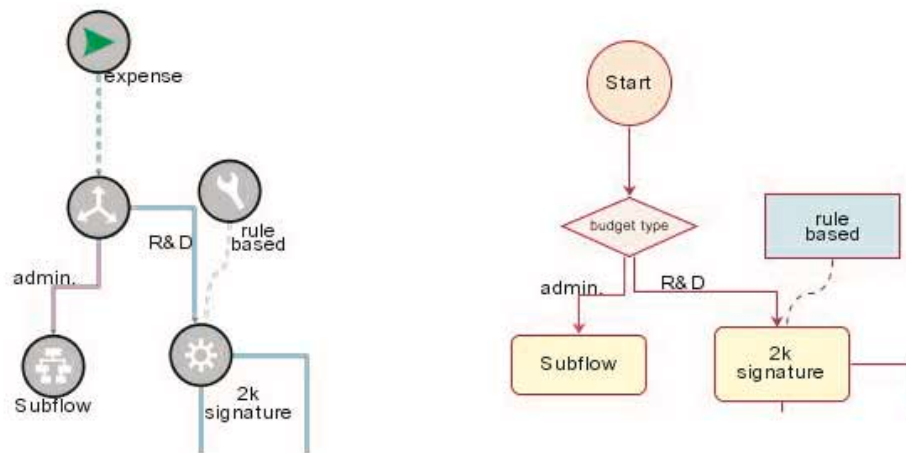 expense
rule
based
R&D
admin.
Subflow
2k
signature
Start
budget type
rule
based
admin.
R&D
Subflow
2k
signature